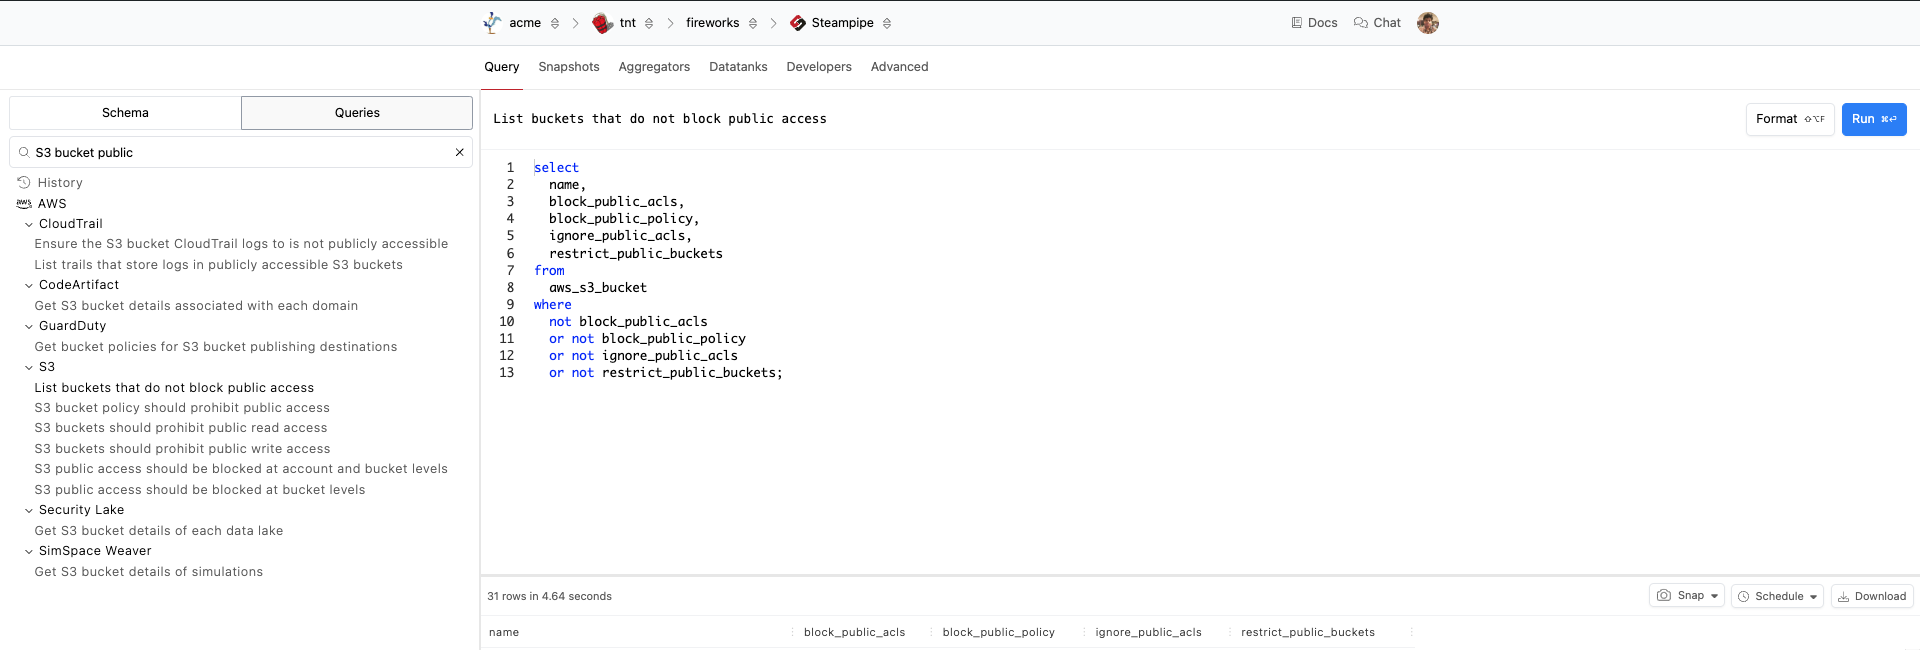 acme tnt fireworks Steampipe Docs Chat
Query Snapshots Aggregators Datatanks Developers Advanced
Schema Queries
S3 bucket public
History
AWS
CloudTrail
Ensure the S3 bucket CloudTrail logs to is not publicly accessible
List trails that store logs in publicly accessible S3 buckets
CodeArtifact
Get S3 bucket details associated with each domain
GuardDuty
Get bucket policies for S3 bucket publishing destinations
S3
List buckets that do not block public access
S3 bucket policy should prohibit public access
S3 buckets should prohibit public read access
S3 buckets should prohibit public write access
S3 public access should be blocked at account and bucket levels
S3 public access should be blocked at bucket levels
Security Lake
Get S3 bucket details of each data lake
SimSpace Weaver
Get S3 bucket details of simulations
List buckets that do not block public access
Format ⇧⌥F Run ⌘⏎
1 select
2 name,
3 block_public_acls,
4 block_public_policy,
5 ignore_public_acls,
6 restrict_public_buckets
7 from
8 aws_s3_bucket
9 where
10 not block_public_acls
11 or not block_public_policy
12 or not ignore_public_acls
13 or not restrict_public_buckets;
31 rows in 4.64 seconds
Snap Schedule Download
name block_public_acls block_public_policy ignore_public_acls restrict_public_buckets